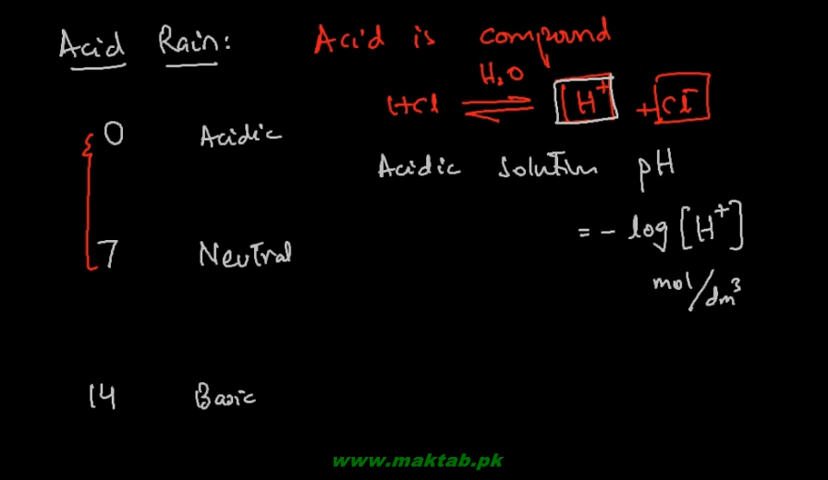 Acid Rain: Acid is compound
H₂O
HCl ⇌ [H⁺] + Cl⁻
0 Acidic
Acidic Solution pH
= - log [H⁺]
7 Neutral
mol/dm³
14 Basic
www.maktab.pk